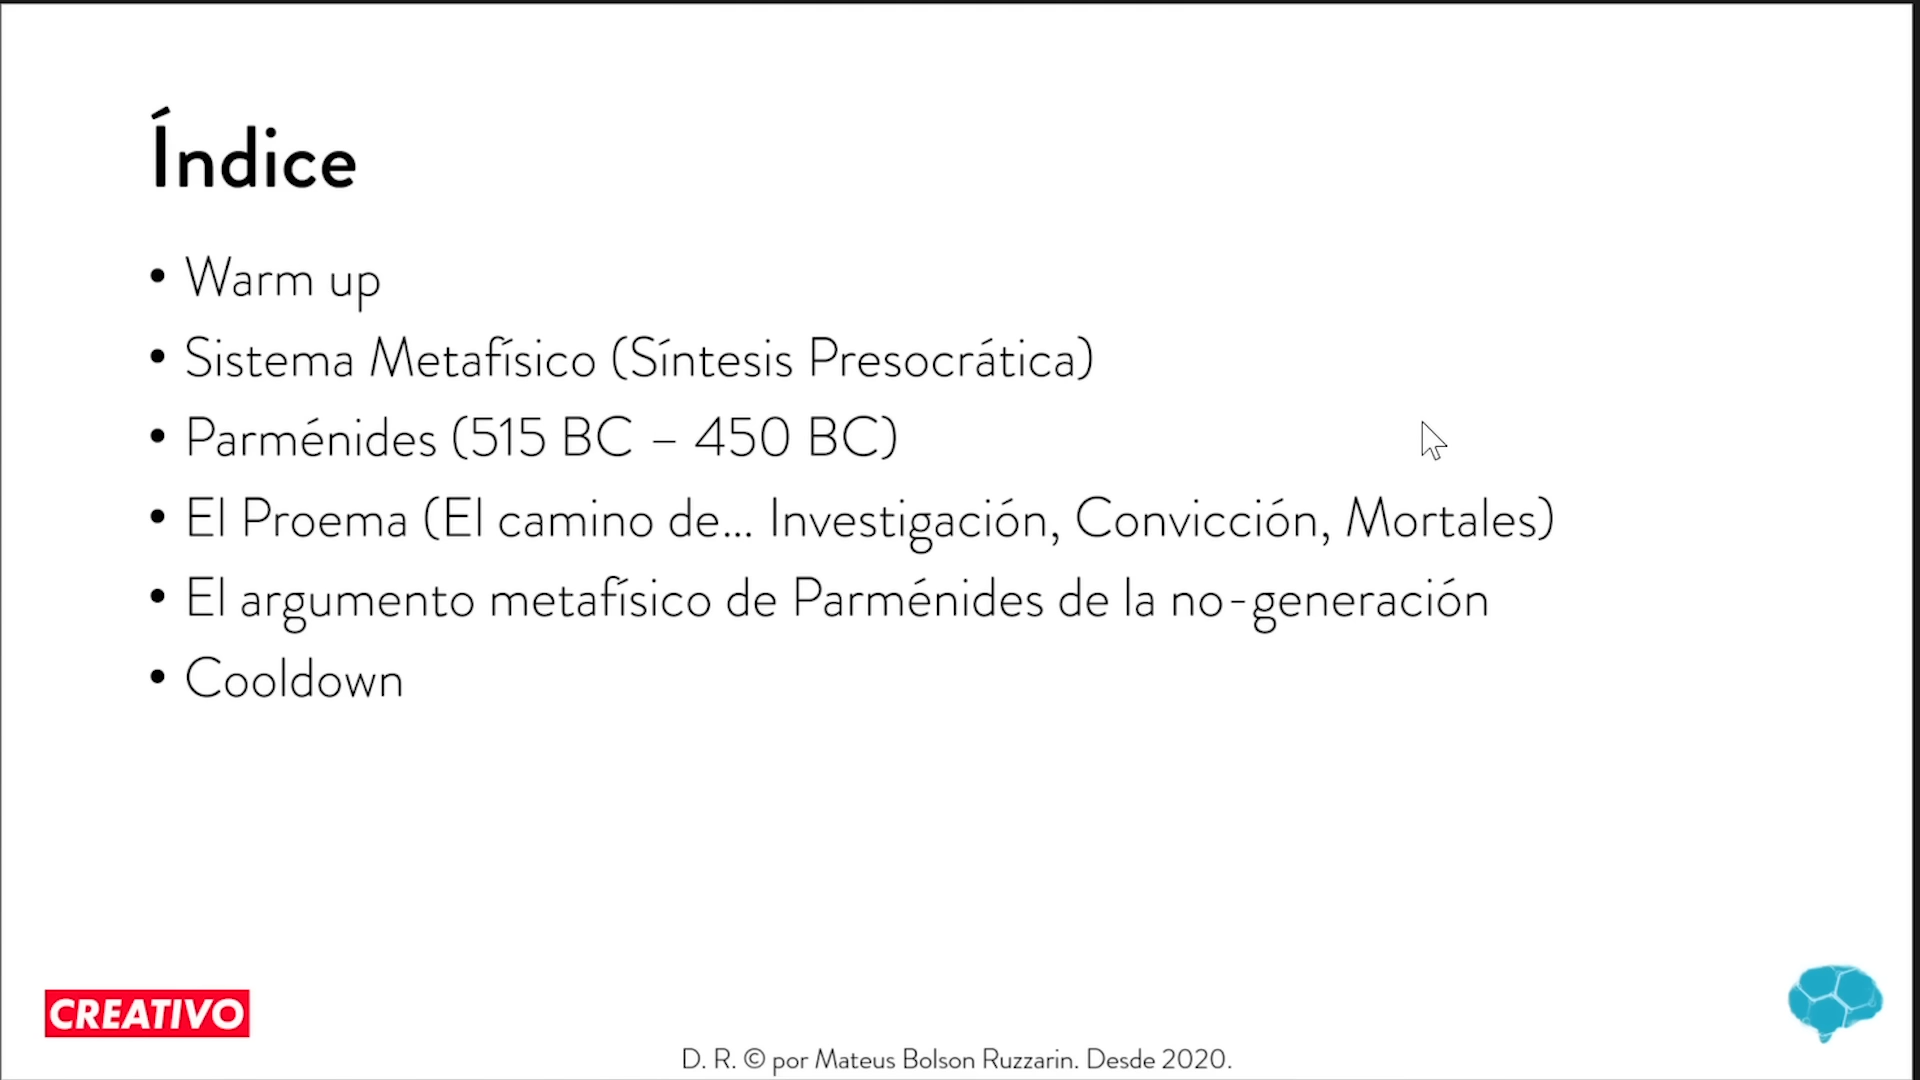 Índice
• Warm up
• Sistema Metafísico (Síntesis Presocrática)
• Parménides (515 BC – 450 BC)
• El Proema (El camino de... Investigación, Convicción, Mortales)
• El argumento metafísico de Parménides de la no-generación
• Cooldown
CREATIVO
D. R. © por Mateus Bolson Ruzzarin. Desde 2020.